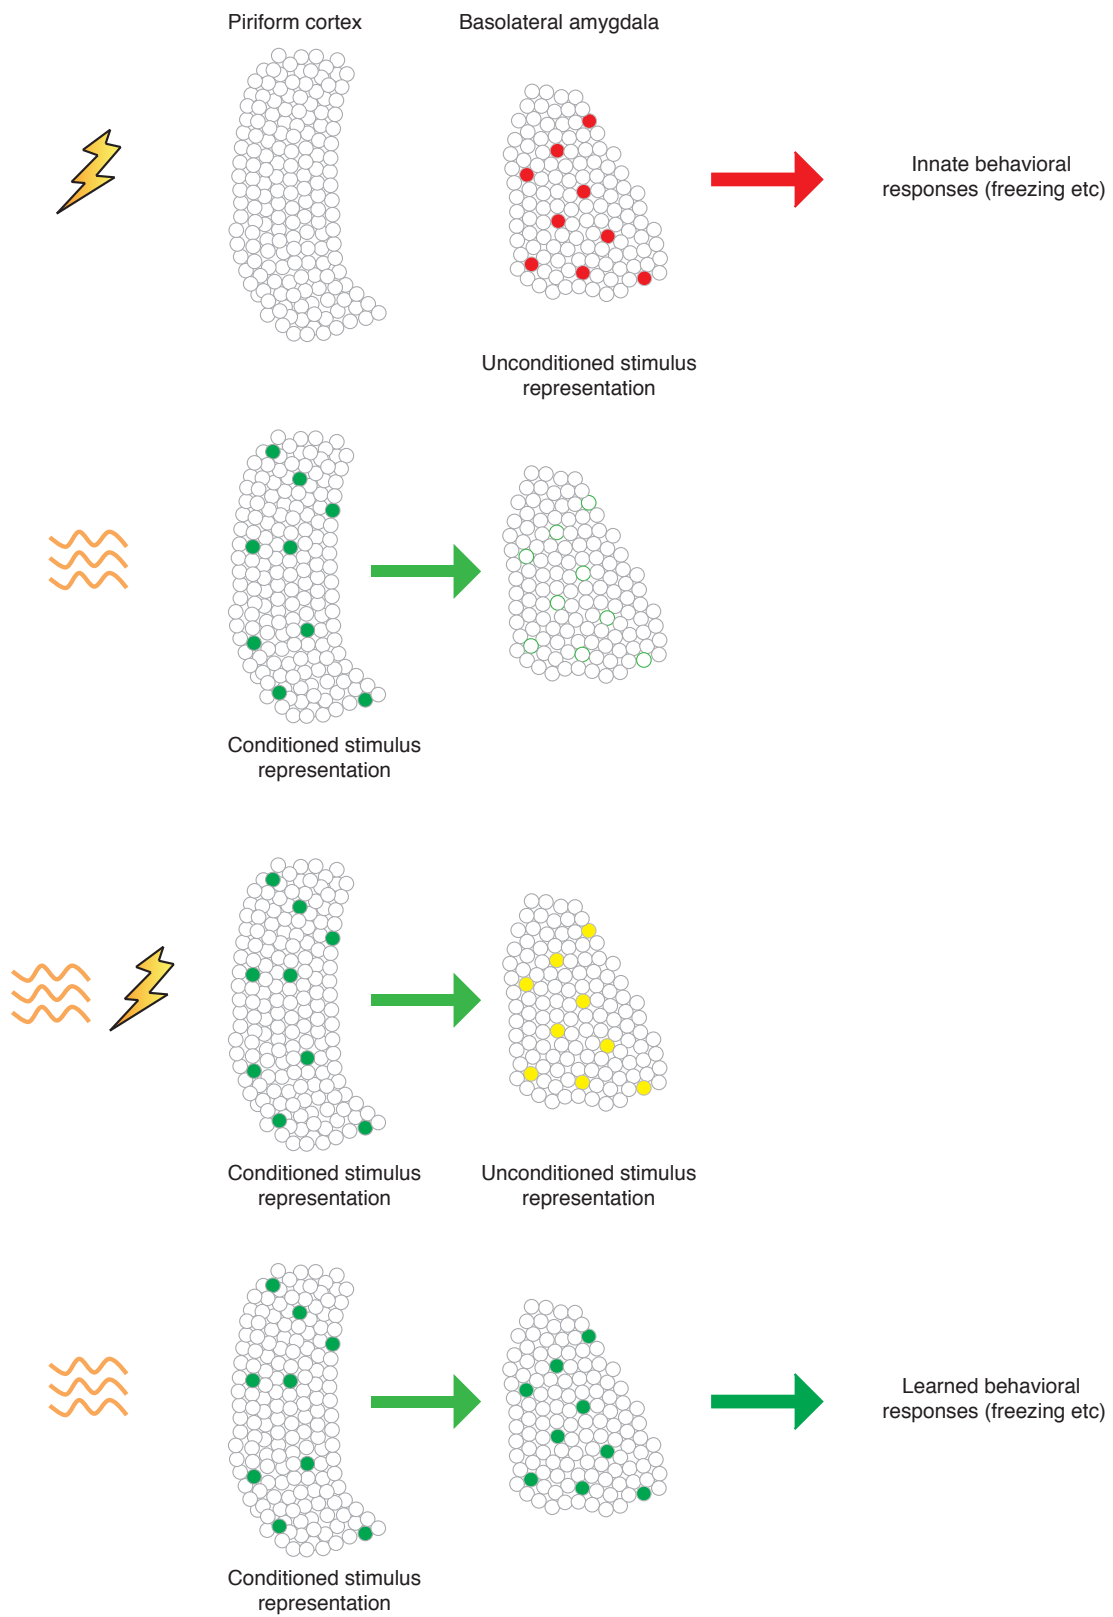 Piriform cortex
Basolateral amygdala
Innate behavioral
responses (freezing etc)
Unconditioned stimulus
representation
Conditioned stimulus
representation
Conditioned stimulus
representation
Unconditioned stimulus
representation
Learned behavioral
responses (freezing etc)
Conditioned stimulus
representation